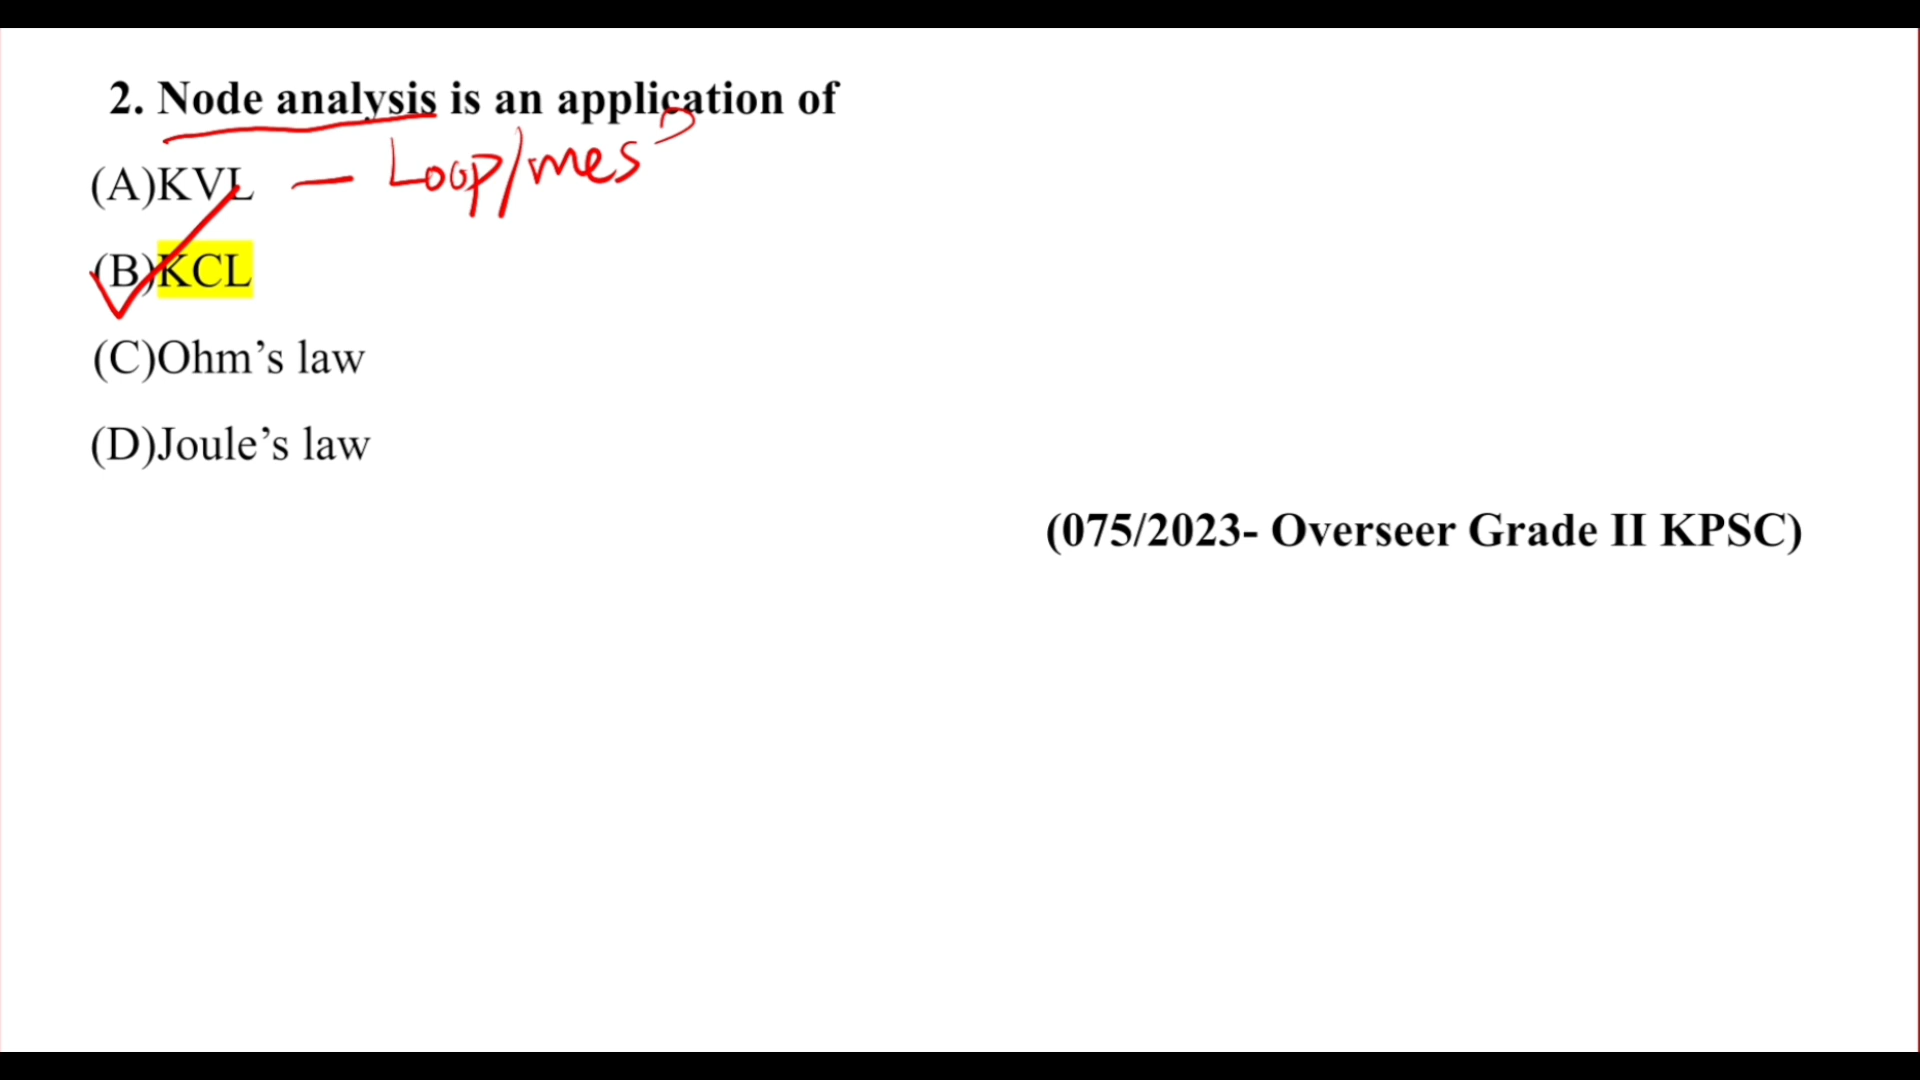 2. Node analysis is an application of
(A)KVL – Loop/mes
(B)KCL
(C)Ohm’s law
(D)Joule’s law
(075/2023- Overseer Grade II KPSC)